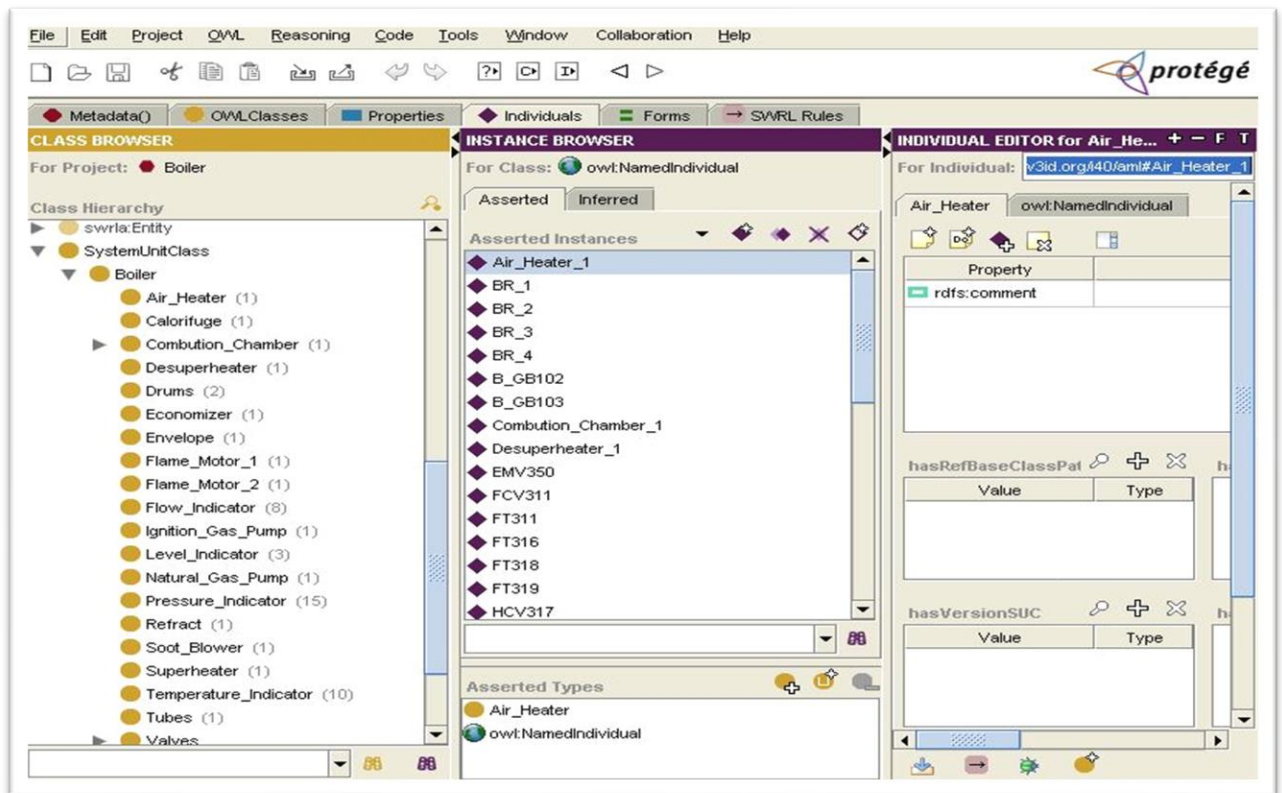 File Edit Project OWL Reasoning Code Tools Window Collaboration Help
protégé
Metadata() OWLClasses Properties Individuals Forms SWRL Rules
CLASS BROWSER
For Project: Boiler
Class Hierarchy
swrla:Entity
SystemUnitClass
Boiler
Air_Heater (1)
Calorifuge (1)
Combution_Chamber (1)
Desuperheater (1)
Drums (2)
Economizer (1)
Envelope (1)
Flame_Motor_1 (1)
Flame_Motor_2 (1)
Flow_Indicator (8)
Ignition_Gas_Pump (1)
Level_Indicator (3)
Natural_Gas_Pump (1)
Pressure_Indicator (15)
Refract (1)
Soot_Blower (1)
Superheater (1)
Temperature_Indicator (10)
Tubes (1)
Valves
INSTANCE BROWSER
For Class: owl:NamedIndividual
Asserted Inferred
Asserted Instances
Air_Heater_1
BR_1
BR_2
BR_3
BR_4
B_GB102
B_GB103
Combution_Chamber_1
Desuperheater_1
EMV350
FCV311
FT311
FT316
FT318
FT319
HCV317
Asserted Types
Air_Heater
owl:NamedIndividual
INDIVIDUAL EDITOR for Air_He... + − F T
For Individual: v3id.org/i40/aml#Air_Heater_1
Air_Heater owl:NamedIndividual
Property
rdfs:comment
hasRefBaseClassPat
Value Type
hasVersionSUC
Value Type